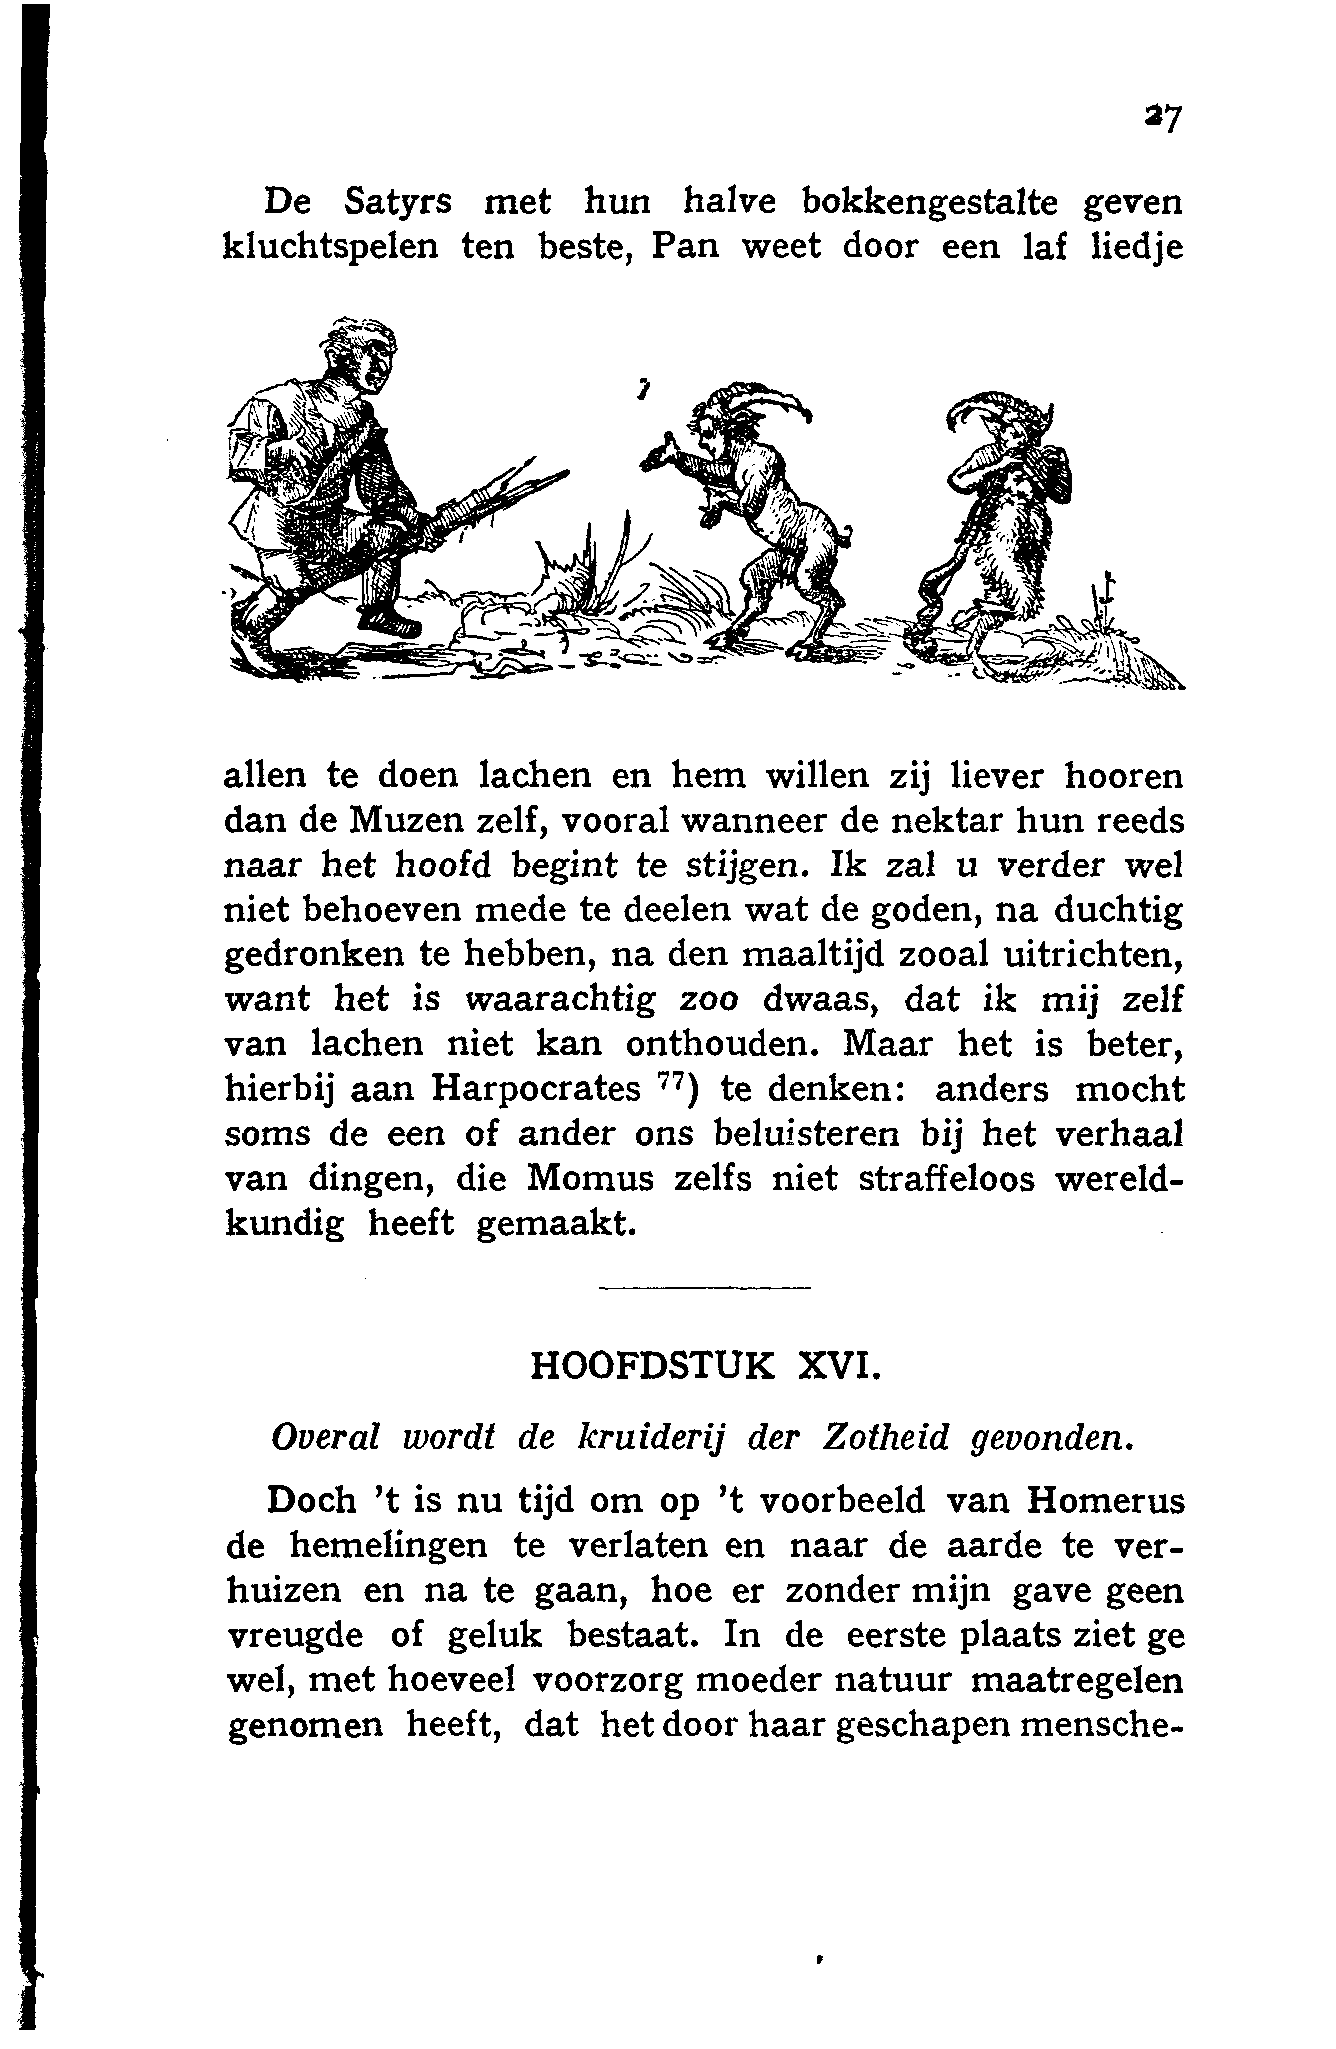 27
De Satyrs met hun halve bokkengestalte geven
kluchtspelen ten beste, Pan weet door een laf liedje
allen te doen lachen en hem willen zij liever hooren
dan de Muzen zelf, vooral wanneer de nektar hun reeds
naar het hoofd begint te stijgen. Ik zal u verder wel
niet behoeven mede te deelen wat de goden, na duchtig
gedronken te hebben, na den maaltijd zooal uitrichten,
want het is waarachtig zoo dwaas, dat ik mij zelf
van lachen niet kan onthouden. Maar het is beter,
hierbij aan Harpocrates ⁷⁷) te denken: anders mocht
soms de een of ander ons beluisteren bij het verhaal
van dingen, die Momus zelfs niet straffeloos wereld-
kundig heeft gemaakt.
HOOFDSTUK XVI.
Overal wordt de kruiderij der Zotheid gevonden.
Doch 't is nu tijd om op 't voorbeeld van Homerus
de hemelingen te verlaten en naar de aarde te ver-
huizen en na te gaan, hoe er zonder mijn gave geen
vreugde of geluk bestaat. In de eerste plaats ziet ge
wel, met hoeveel voorzorg moeder natuur maatregelen
genomen heeft, dat het door haar geschapen mensche-